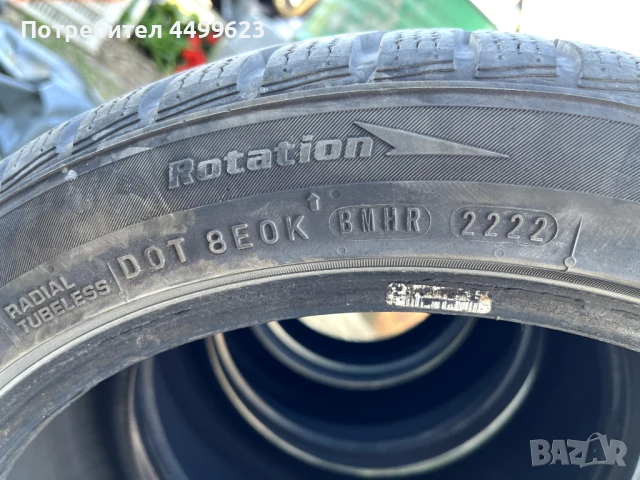 Потребител 4499623
Rotation
RADIAL
TUBELESS
DOT 8E0K BMHR 2222
BAZAR